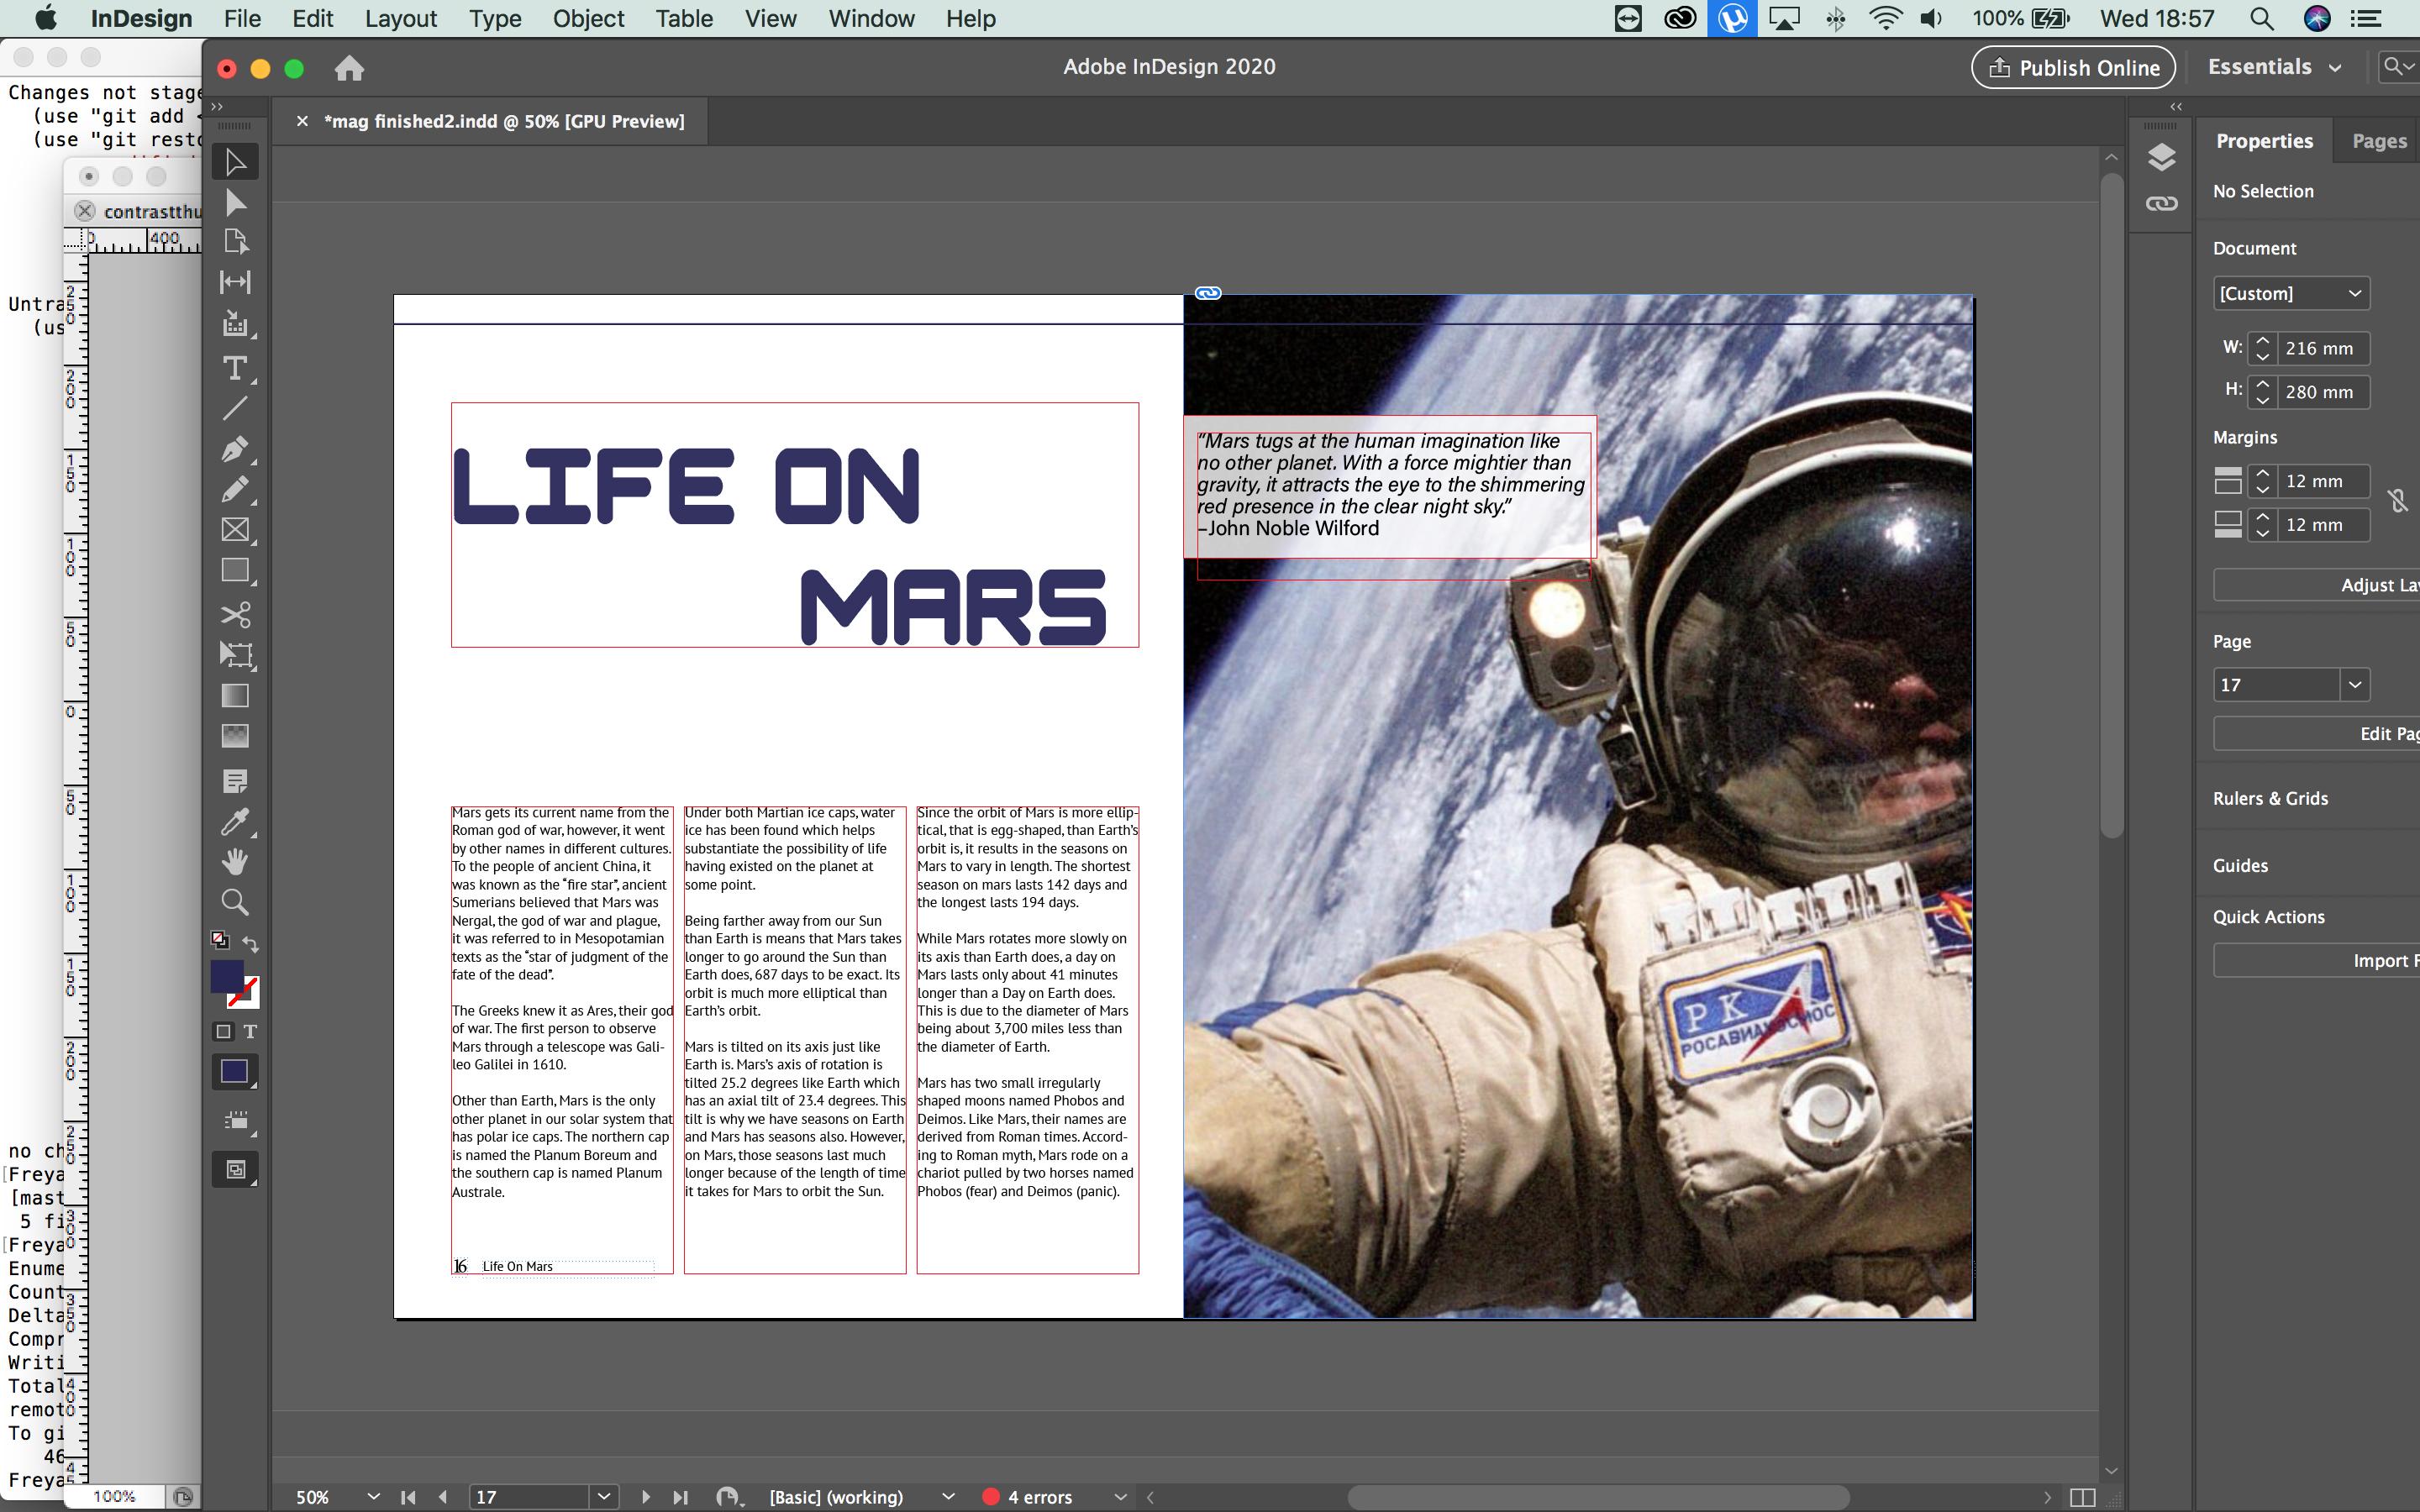 InDesign File Edit Layout Type Object Table View Window Help 100% Wed 18:57
Changes not stage
(use "git add <
(use "git resto
contrastthu
400
Untra
(us
no ch
[Freya
[mast
5 fi
[Freya
Enume
Count
Delta
Compr
Writi
Total
remot
To gi
46
Freya
100%
Adobe InDesign 2020
Publish Online
Essentials
*mag finished2.indd @ 50% [GPU Preview]
LIFE ON
MARS
Mars gets its current name from the
Roman god of war, however, it went
by other names in different cultures.
To the people of ancient China, it
was known as the “fire star”, ancient
Sumerians believed that Mars was
Nergal, the god of war and plague,
it was referred to in Mesopotamian
texts as the “star of judgment of the
fate of the dead”.
The Greeks knew it as Ares, their god
of war. The first person to observe
Mars through a telescope was Gali-
leo Galilei in 1610.
Other than Earth, Mars is the only
other planet in our solar system that
has polar ice caps. The northern cap
is named the Planum Boreum and
the southern cap is named Planum
Australe.
Under both Martian ice caps, water
ice has been found which helps
substantiate the possibility of life
having existed on the planet at
some point.
Being farther away from our Sun
than Earth is means that Mars takes
longer to go around the Sun than
Earth does, 687 days to be exact. Its
orbit is much more elliptical than
Earth’s orbit.
Mars is tilted on its axis just like
Earth is. Mars’s axis of rotation is
tilted 25.2 degrees like Earth which
has an axial tilt of 23.4 degrees. This
tilt is why we have seasons on Earth
and Mars has seasons also. However,
on Mars, those seasons last much
longer because of the length of time
it takes for Mars to orbit the Sun.
Since the orbit of Mars is more ellip-
tical, that is egg-shaped, than Earth’s
orbit is, it results in the seasons on
Mars to vary in length. The shortest
season on mars lasts 142 days and
the longest lasts 194 days.
While Mars rotates more slowly on
its axis than Earth does, a day on
Mars lasts only about 41 minutes
longer than a Day on Earth does.
This is due to the diameter of Mars
being about 3,700 miles less than
the diameter of Earth.
Mars has two small irregularly
shaped moons named Phobos and
Deimos. Like Mars, their names are
derived from Roman times. Accord-
ing to Roman myth, Mars rode on a
chariot pulled by two horses named
Phobos (fear) and Deimos (panic).
16 Life On Mars
“Mars tugs at the human imagination like
no other planet. With a force mightier than
gravity, it attracts the eye to the shimmering
red presence in the clear night sky.”
–John Noble Wilford
РК
РОСАВИАКОСМОС
50% 17 [Basic] (working) 4 errors
Properties Pages
No Selection
Document
[Custom]
W: 216 mm
H: 280 mm
Margins
12 mm
12 mm
Adjust La
Page
17
Edit Pag
Rulers & Grids
Guides
Quick Actions
Import F